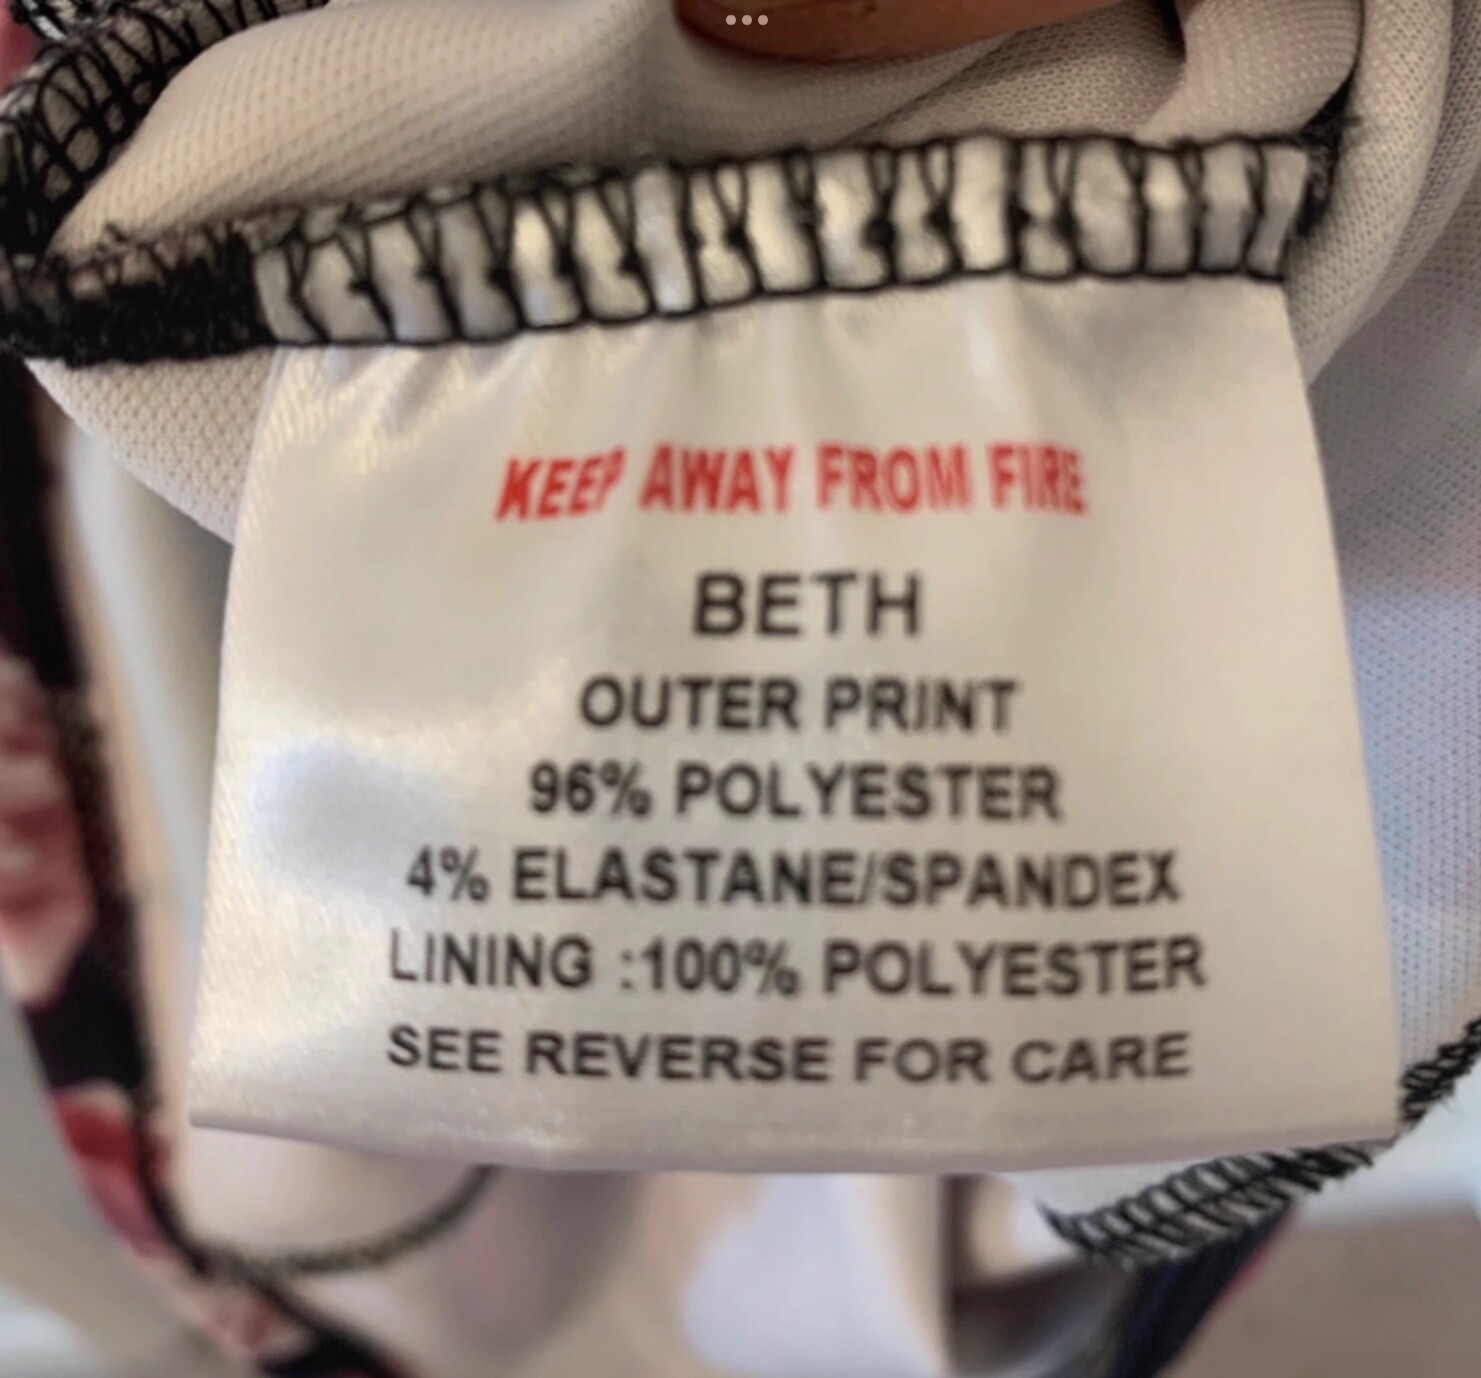 KEEP AWAY FROM FIRE
BETH
OUTER PRINT
96% POLYESTER
4% ELASTANE/SPANDEX
LINING :100% POLYESTER
SEE REVERSE FOR CARE